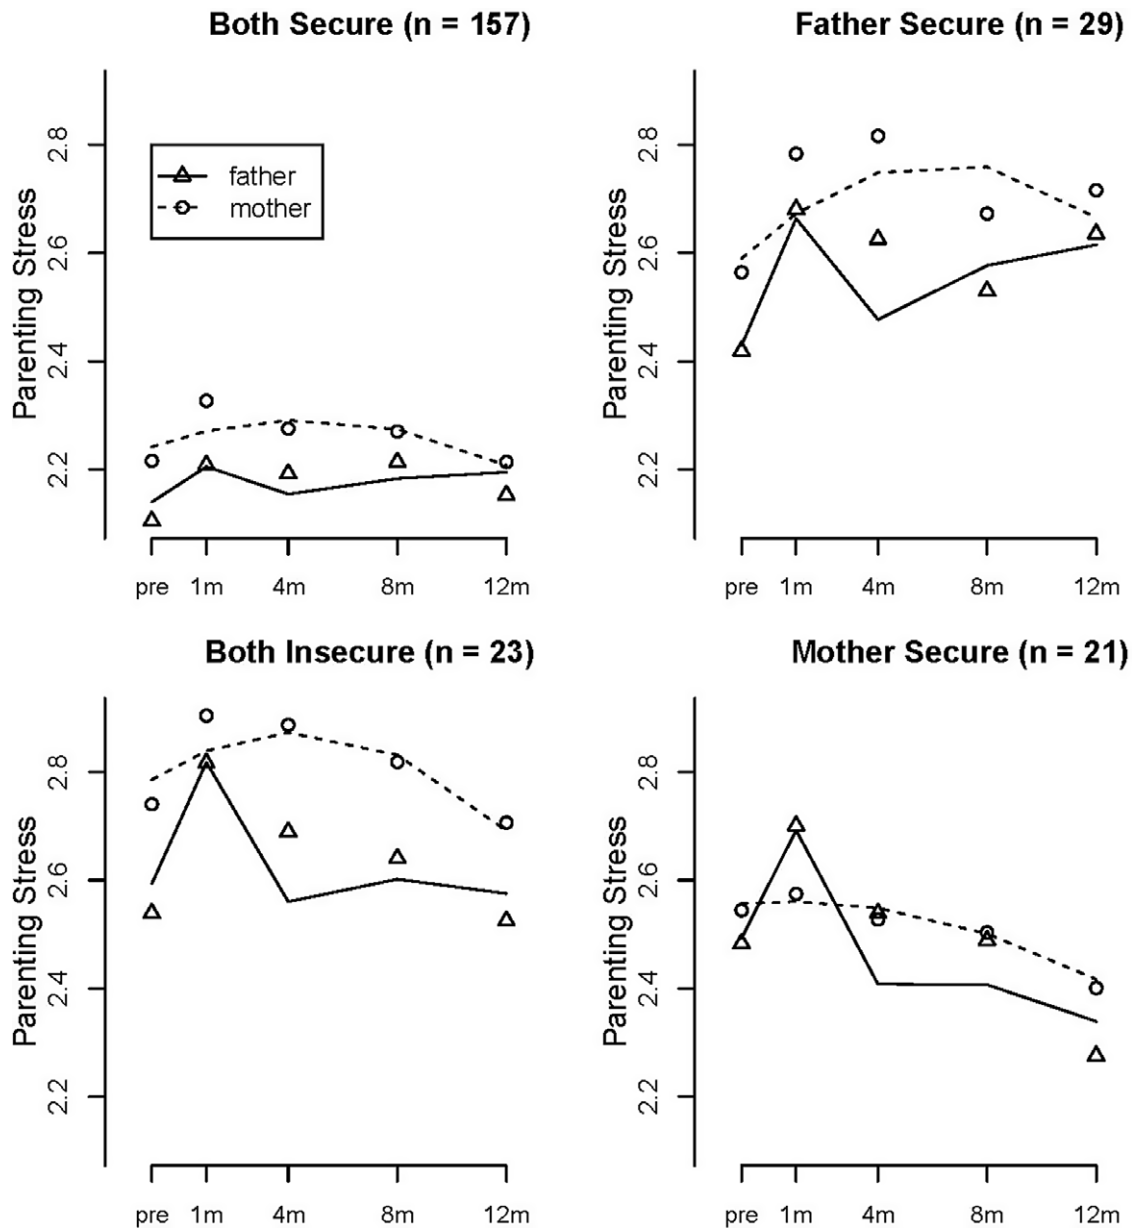 Both Secure (n = 157)
Parenting Stress
2.8
2.6
2.4
2.2
father
mother
pre 1m 4m 8m 12m
Father Secure (n = 29)
Parenting Stress
2.8
2.6
2.4
2.2
pre 1m 4m 8m 12m
Both Insecure (n = 23)
Parenting Stress
2.8
2.6
2.4
2.2
pre 1m 4m 8m 12m
Mother Secure (n = 21)
Parenting Stress
2.8
2.6
2.4
2.2
pre 1m 4m 8m 12m